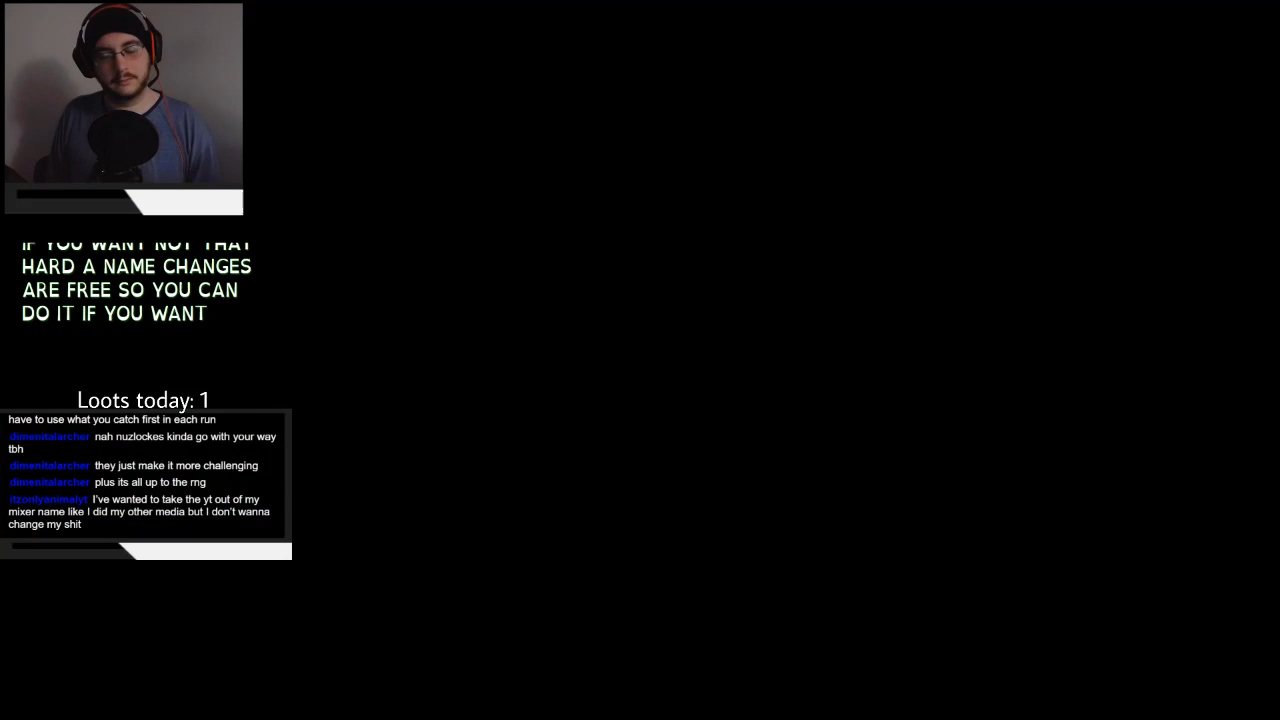 IF YOU WANT NOT THAT
HARD A NAME CHANGES
ARE FREE SO YOU CAN
DO IT IF YOU WANT
Loots today: 1
have to use what you catch first in each run
dimenitalarcher nah nuzlockes kinda go with your way
tbh
dimenitalarcher they just make it more challenging
dimenitalarcher plus its all up to the rng
itzonlyanimalyt I've wanted to take the yt out of my
mixer name like I did my other media but I don't wanna
change my shit